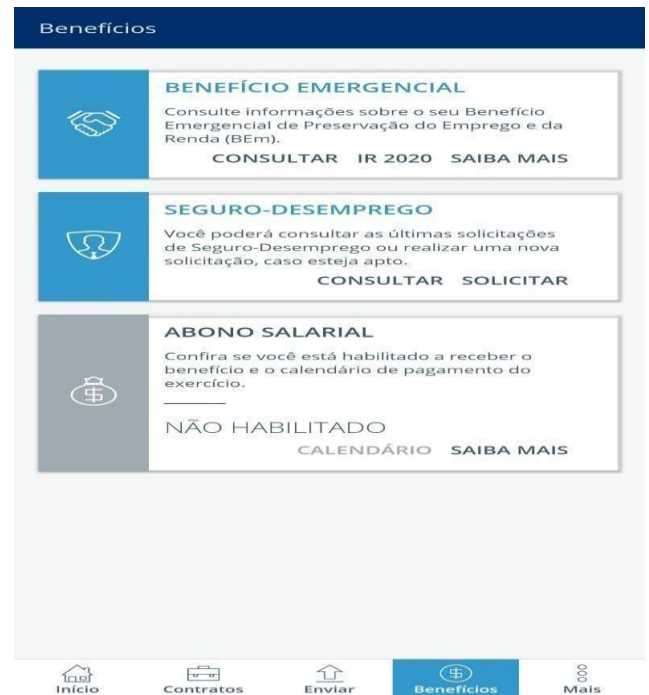 Benefícios
BENEFÍCIO EMERGENCIAL
Consulte informações sobre o seu Benefício
Emergencial de Preservação do Emprego e da
Renda (BEm).
CONSULTAR IR 2020 SAIBA MAIS
SEGURO-DESEMPREGO
Você poderá consultar as últimas solicitações
de Seguro-Desemprego ou realizar uma nova
solicitação, caso esteja apto.
CONSULTAR SOLICITAR
ABONO SALARIAL
Confira se você está habilitado a receber o
benefício e o calendário de pagamento do
exercício.
NÃO HABILITADO
CALENDÁRIO SAIBA MAIS
Início Contratos Enviar Benefícios Mais